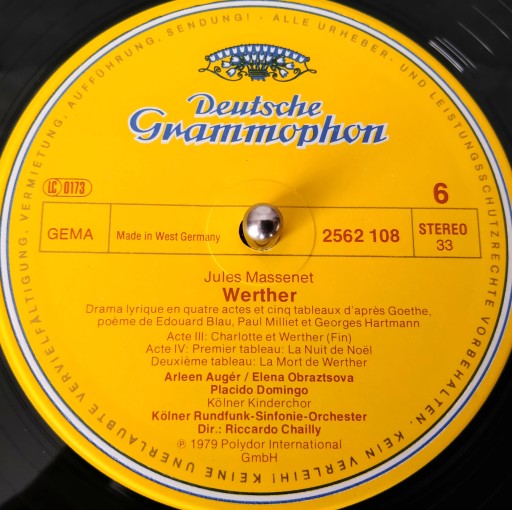 Deutsche
Grammophon
LC 0173
6
GEMA
Made in West Germany
2562 108
STEREO
33
Jules Massenet
Werther
Drama lyrique en quatre actes et cinq tableaux d'après Goethe,
poème de Edouard Blau, Paul Milliet et Georges Hartmann
Acte III: Charlotte et Werther (Fin)
Acte IV: Premier tableau: La Nuit de Noël
Deuxième tableau: La Mort de Werther
Arleen Augér / Elena Obraztsova
Placido Domingo
Kölner Kinderchor
Kölner Rundfunk-Sinfonie-Orchester
Dir.: Riccardo Chailly
℗ 1979 Polydor International
GmbH
ALLE URHEBER- UND LEISTUNGSSCHUTZRECHTE VORBEHALTEN. KEIN VERLEIH! KEINE UNERLAUBTE VERVIELFÄLTIGUNG, VERMIETUNG, AUFFÜHRUNG, SENDUNG! ·